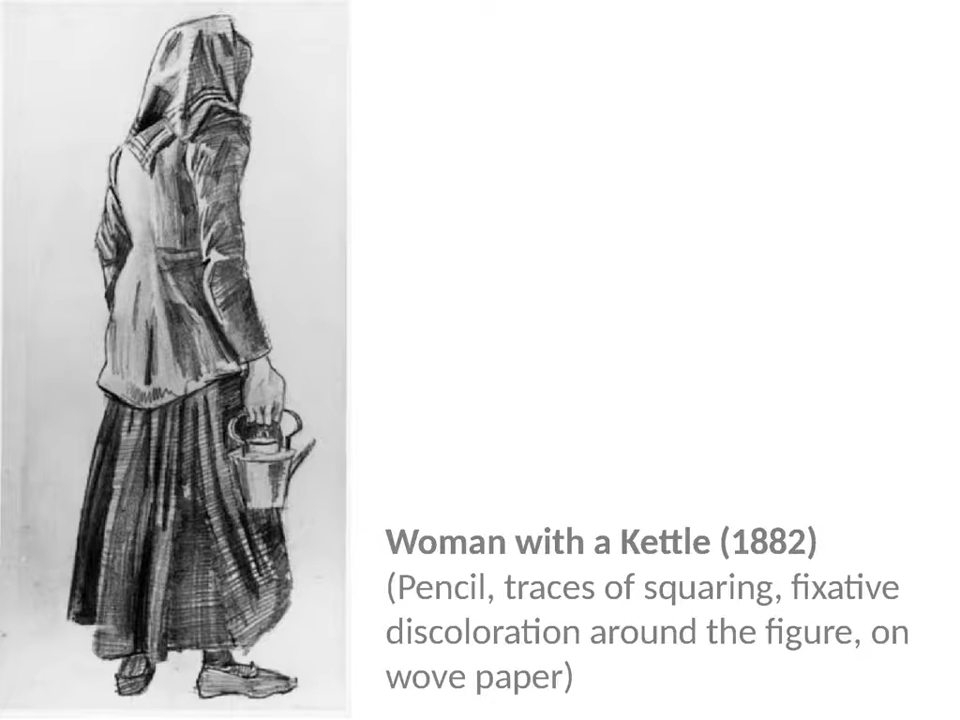 Woman with a Kettle (1882)
(Pencil, traces of squaring, fixative
discoloration around the figure, on
wove paper)